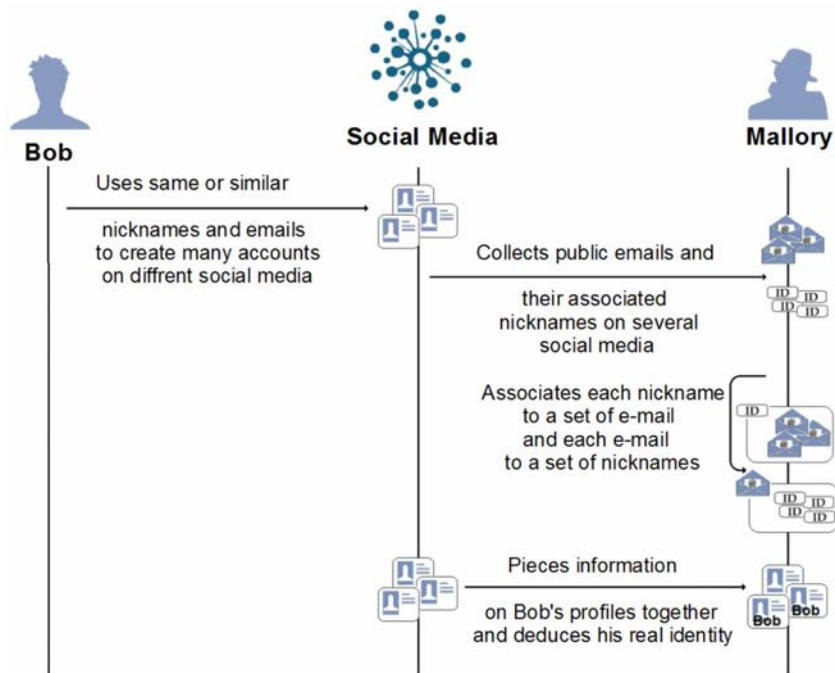 Bob
Social Media
Mallory
Uses same or similar
nicknames and emails
to create many accounts
on diffrent social media
Collects public emails and
their associated
nicknames on several
social media
ID
ID
ID
ID
Associates each nickname
to a set of e-mail
and each e-mail
to a set of nicknames
ID
ID
ID
ID
ID
Pieces information
on Bob's profiles together
and deduces his real identity
Bob
Bob